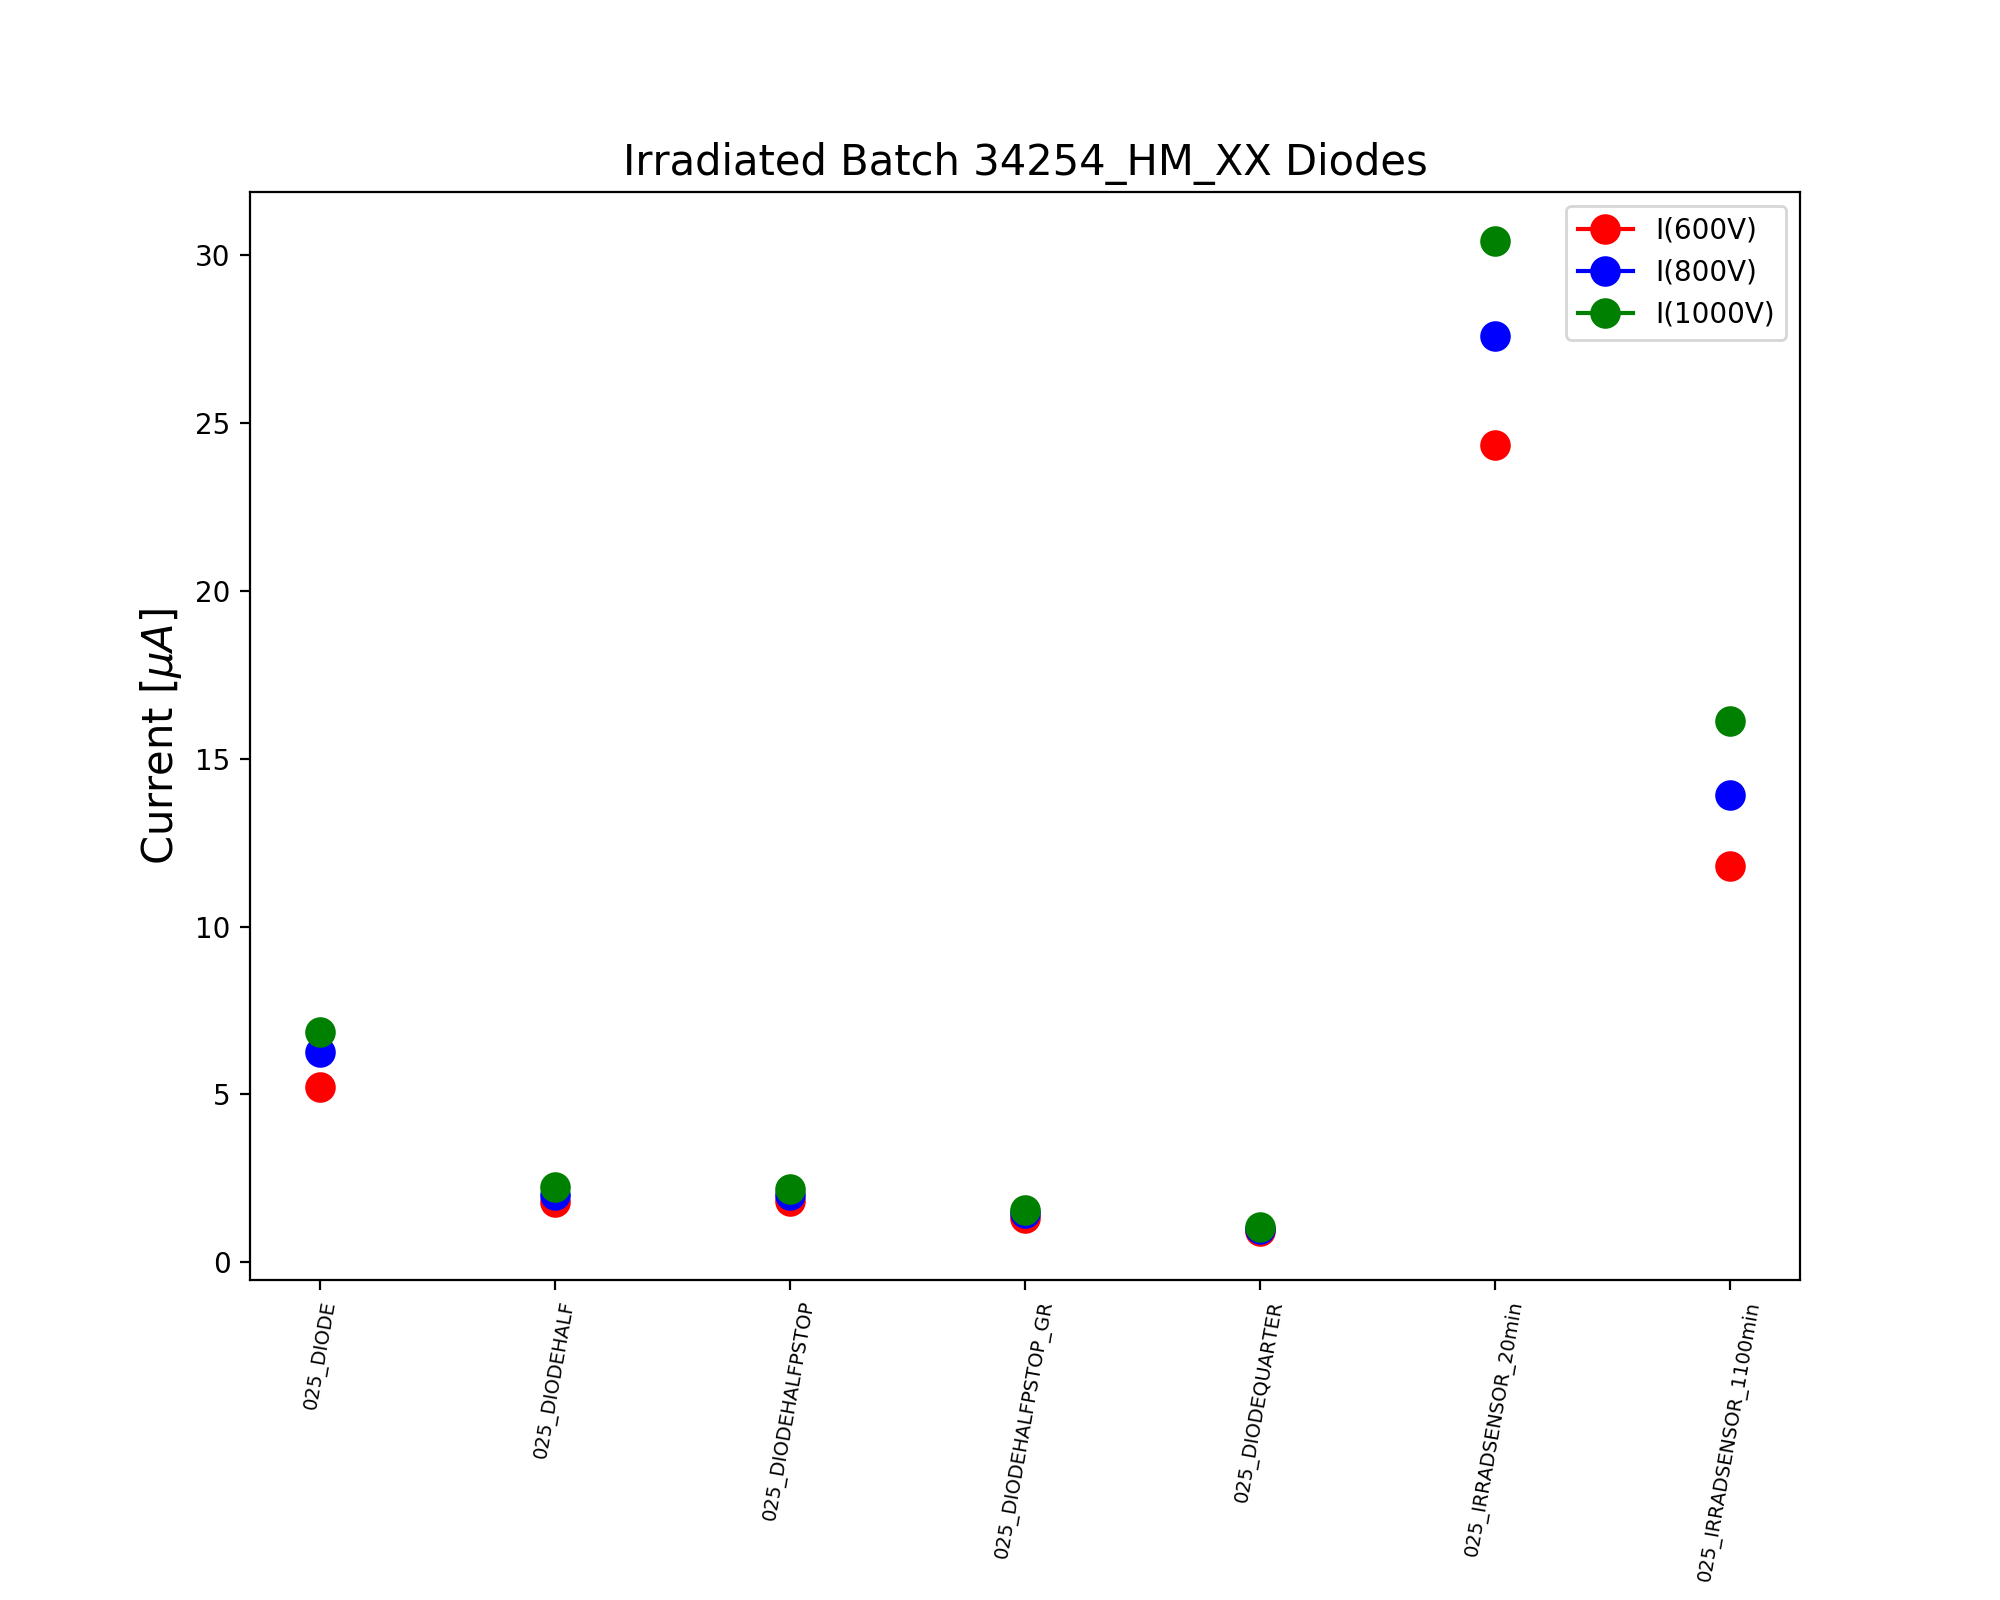 Irradiated Batch 34254_HM_XX Diodes
I(600V)
I(800V)
I(1000V)
Current [μA]
30
25
20
15
10
5
0
025_DIODE
025_DIODEHALF
025_DIODEHALFPSTOP
025_DIODEHALFPSTOP_GR
025_DIODEQUARTER
025_IRRADSENSOR_20min
025_IRRADSENSOR_1100min